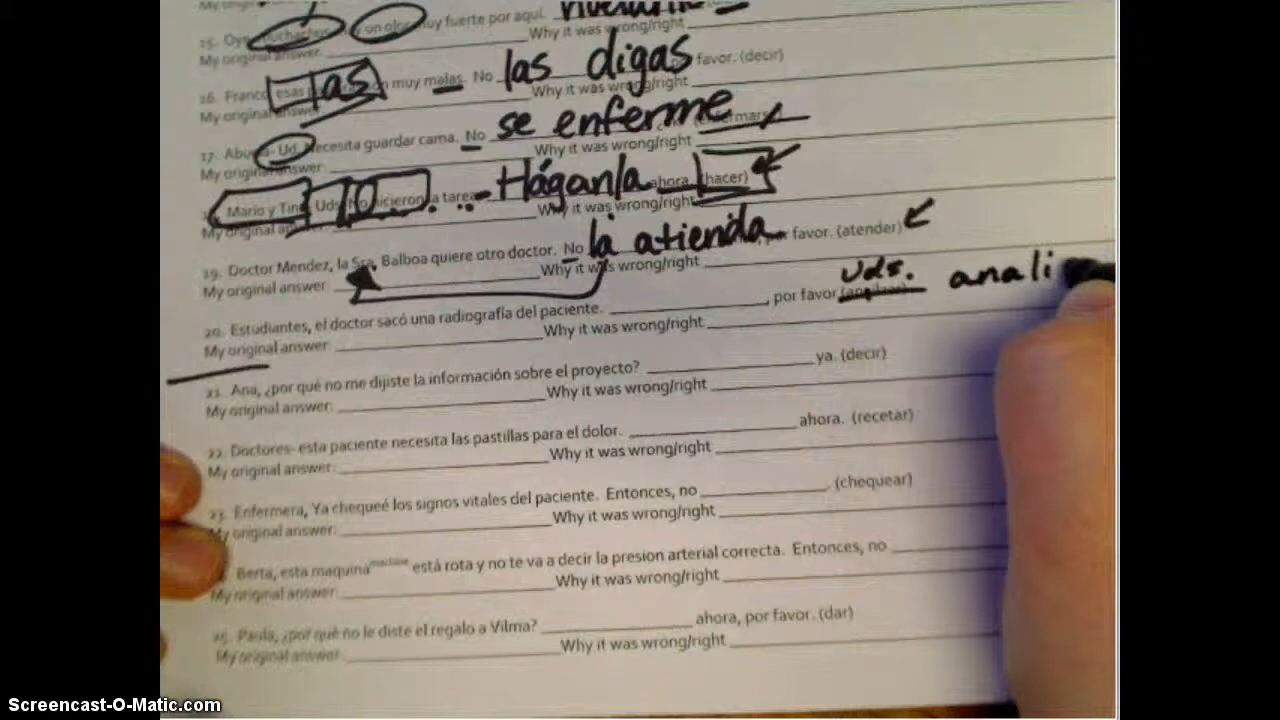 15. Oye, un olor muy fuerte por aquí.
My original answer: Why it was wrong/right
las digas
16. Franco, esas las muy malas. No favor. (decir)
My original answer: Why it was wrong/right
se enferme
17. Ud. Necesita guardar cama. No
My original answer: Why it was wrong/right
Mario y Tino, Uds. No hicieron la tarea. Háganla ahora. (hacer)
My original Why it was wrong/right
19. Doctor Mendez, la Sra. Balboa quiere otro doctor. No la atienda, por favor. (atender)
My original answer Why it was wrong/right
Uds. anali
20. Estudiantes, el doctor sacó una radiografía del paciente. , por favor
My original answer: Why it was wrong/right
21. Ana, ¿por qué no me dijiste la información sobre el proyecto? ya. (decir)
My original answer: Why it was wrong/right
22. Doctores- esta paciente necesita las pastillas para el dolor. ahora. (recetar)
My original answer: Why it was wrong/right
23. Enfermera, Ya chequeé los signos vitales del paciente. Entonces, no . (chequear)
My original answer: Why it was wrong/right
Berta, esta maquina machine está rota y no te va a decir la presion arterial correcta. Entonces, no
My original answer: Why it was wrong/right
25. Paula, ¿por qué no le diste el regalo a Vilma? ahora, por favor. (dar)
My original answer: Why it was wrong/right
Screencast-O-Matic.com